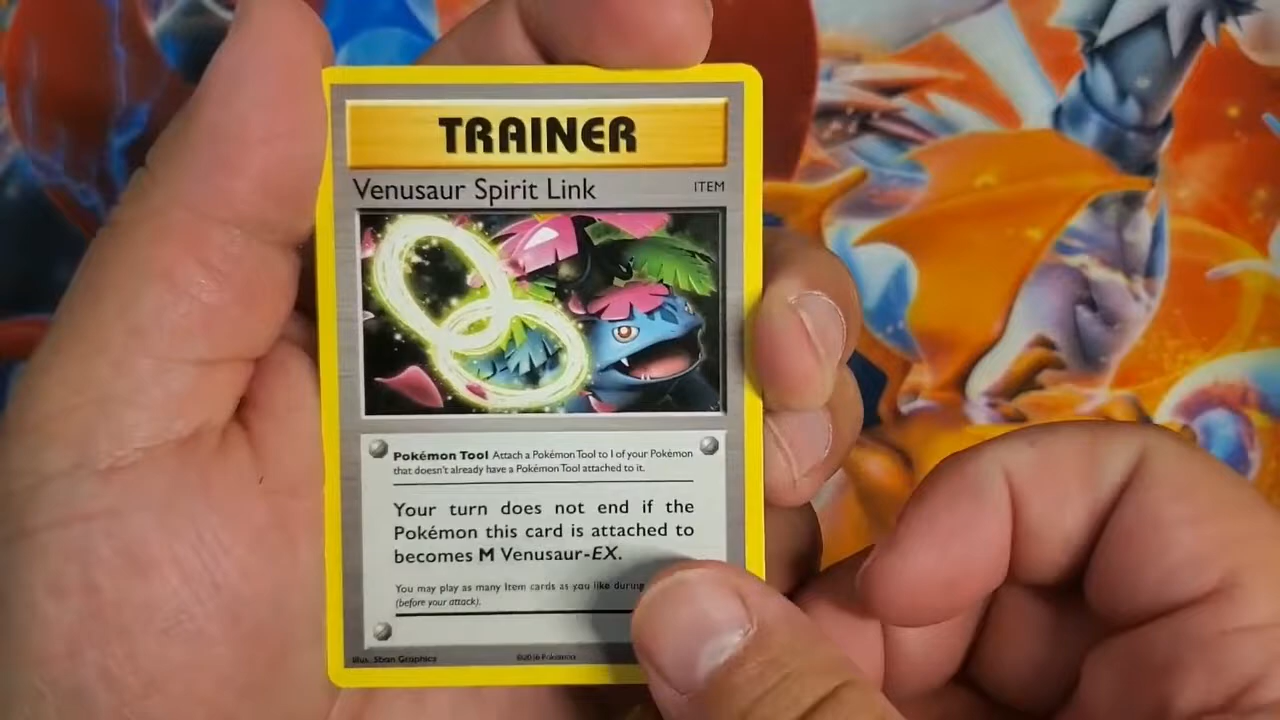 TRAINER
Venusaur Spirit Link
ITEM
Pokémon Tool Attach a Pokémon Tool to 1 of your Pokémon
that doesn't already have a Pokémon Tool attached to it.
Your turn does not end if the
Pokémon this card is attached to
becomes M Venusaur-EX.
You may play as many Item cards as you like during
(before your attack).
Illus. 5ban Graphics
©2016 Pokémon